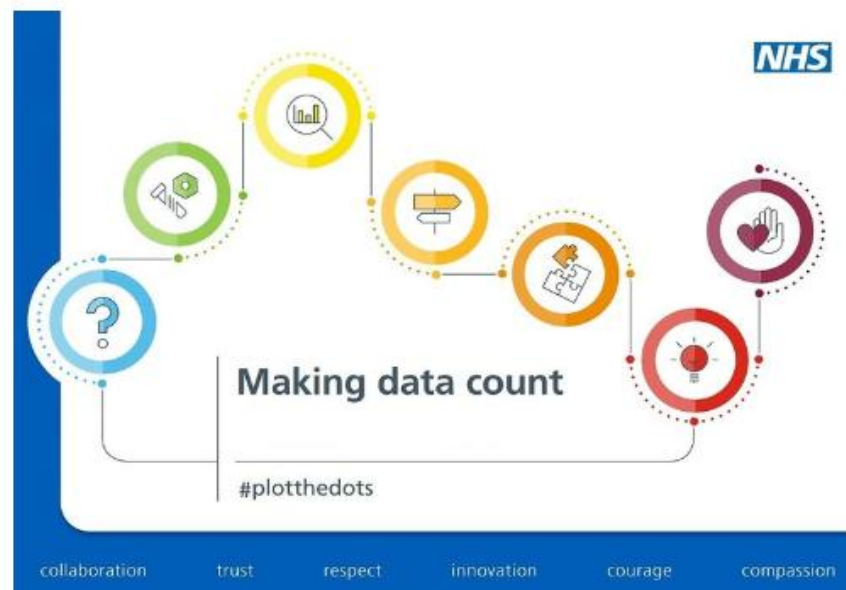 NHS
Making data count
#plotthedots
collaboration trust respect innovation courage compassion